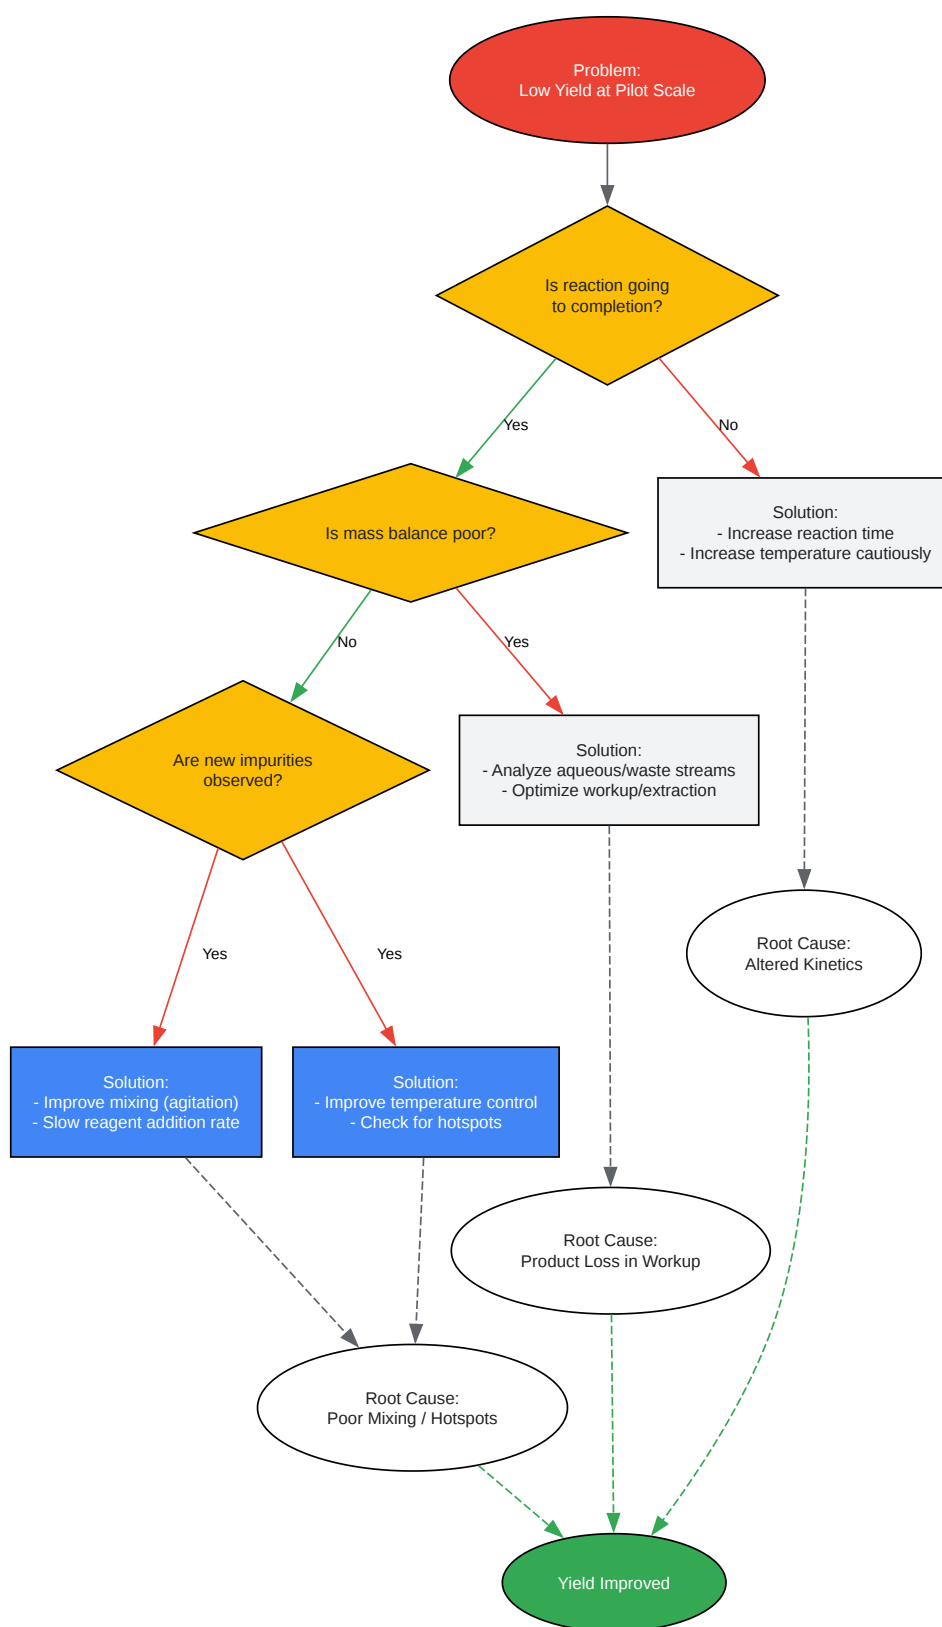 Problem:
Low Yield at Pilot Scale
Is reaction going
to completion?
Yes
No
Is mass balance poor?
Solution:
- Increase reaction time
- Increase temperature cautiously
No
Yes
Are new impurities
observed?
Solution:
- Analyze aqueous/waste streams
- Optimize workup/extraction
Yes
Yes
Root Cause:
Altered Kinetics
Solution:
- Improve mixing (agitation)
- Slow reagent addition rate
Solution:
- Improve temperature control
- Check for hotspots
Root Cause:
Product Loss in Workup
Root Cause:
Poor Mixing / Hotspots
Yield Improved